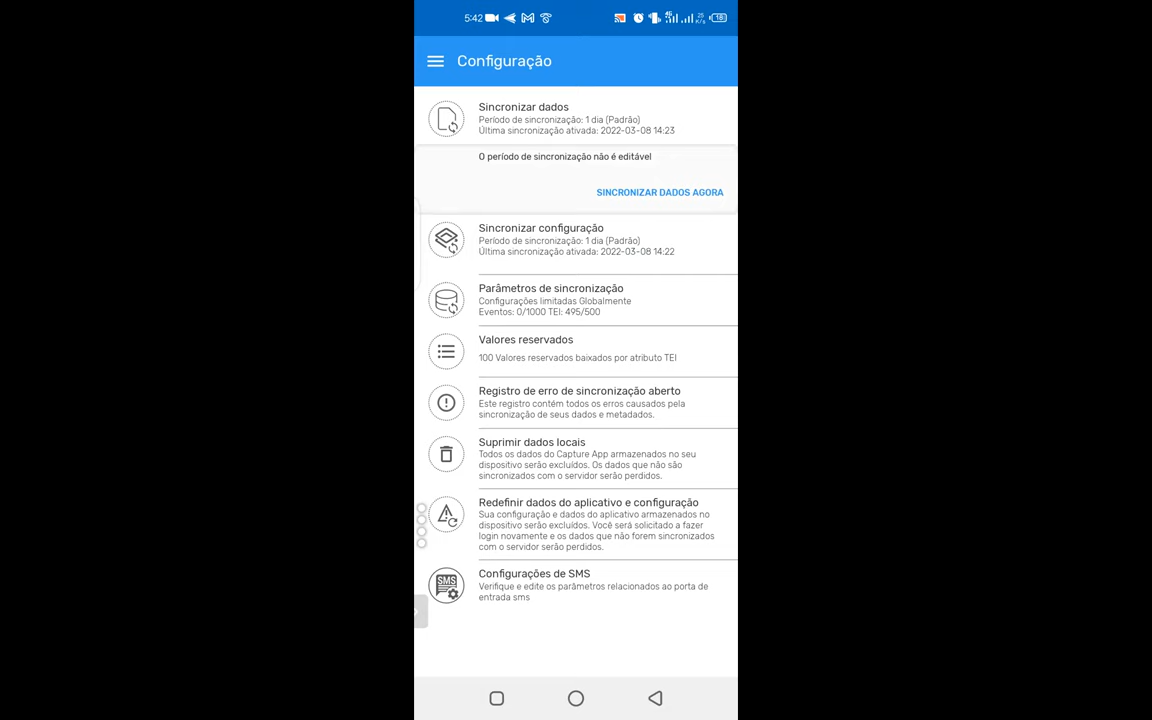 5:42
4G
25
K/s
18
Configuração
Sincronizar dados
Período de sincronização: 1 dia (Padrão)
Última sincronização ativada: 2022-03-08 14:23
O período de sincronização não é editável
SINCRONIZAR DADOS AGORA
Sincronizar configuração
Período de sincronização: 1 dia (Padrão)
Última sincronização ativada: 2022-03-08 14:22
Parâmetros de sincronização
Configurações limitadas Globalmente
Eventos: 0/1000 TEI: 495/500
Valores reservados
100 Valores reservados baixados por atributo TEI
Registro de erro de sincronização aberto
Este registro contém todos os erros causados pela
sincronização de seus dados e metadados.
Suprimir dados locais
Todos os dados do Capture App armazenados no seu
dispositivo serão excluídos. Os dados que não são
sincronizados com o servidor serão perdidos.
Redefinir dados do aplicativo e configuração
Sua configuração e dados do aplicativo armazenados no
dispositivo serão excluídos. Você será solicitado a fazer
login novamente e os dados que não forem sincronizados
com o servidor serão perdidos.
SMS
Configurações de SMS
Verifique e edite os parâmetros relacionados ao porta de
entrada sms